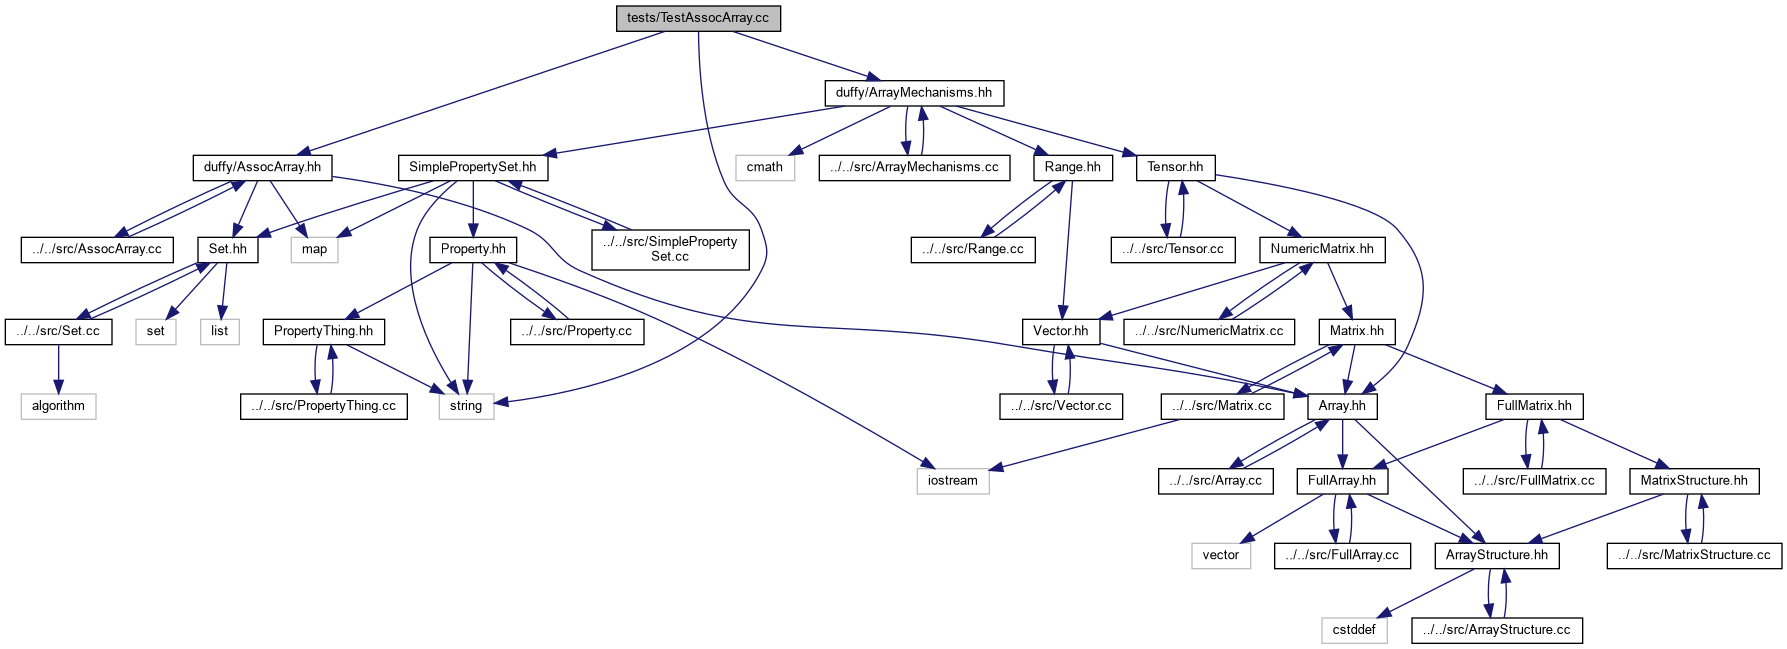 tests/TestAssocArray.cc
duffy/ArrayMechanisms.hh
duffy/AssocArray.hh
SimplePropertySet.hh
cmath
../../src/ArrayMechanisms.cc
Range.hh
Tensor.hh
../../src/AssocArray.cc
Set.hh
map
Property.hh
../../src/SimpleProperty
Set.cc
../../src/Range.cc
../../src/Tensor.cc
NumericMatrix.hh
../../src/Set.cc
set
list
PropertyThing.hh
../../src/Property.cc
Vector.hh
../../src/NumericMatrix.cc
Matrix.hh
algorithm
../../src/PropertyThing.cc
string
../../src/Vector.cc
../../src/Matrix.cc
Array.hh
FullMatrix.hh
iostream
../../src/Array.cc
FullArray.hh
../../src/FullMatrix.cc
MatrixStructure.hh
vector
../../src/FullArray.cc
ArrayStructure.hh
../../src/MatrixStructure.cc
cstddef
../../src/ArrayStructure.cc